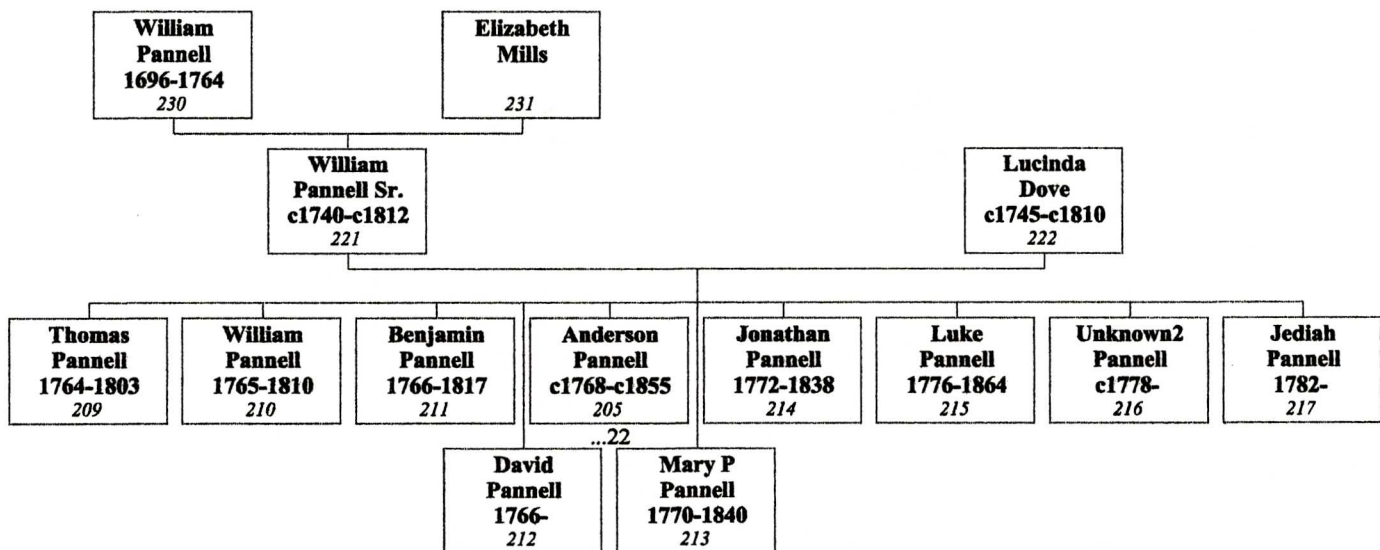 William
Pannell
1696-1764
230
Elizabeth
Mills
231
William
Pannell Sr.
c1740-c1812
221
Lucinda
Dove
c1745-c1810
222
Thomas
Pannell
1764-1803
209
William
Pannell
1765-1810
210
Benjamin
Pannell
1766-1817
211
Anderson
Pannell
c1768-c1855
205
...22
Jonathan
Pannell
1772-1838
214
Luke
Pannell
1776-1864
215
Unknown2
Pannell
c1778-
216
Jediah
Pannell
1782-
217
David
Pannell
1766-
212
Mary P
Pannell
1770-1840
213